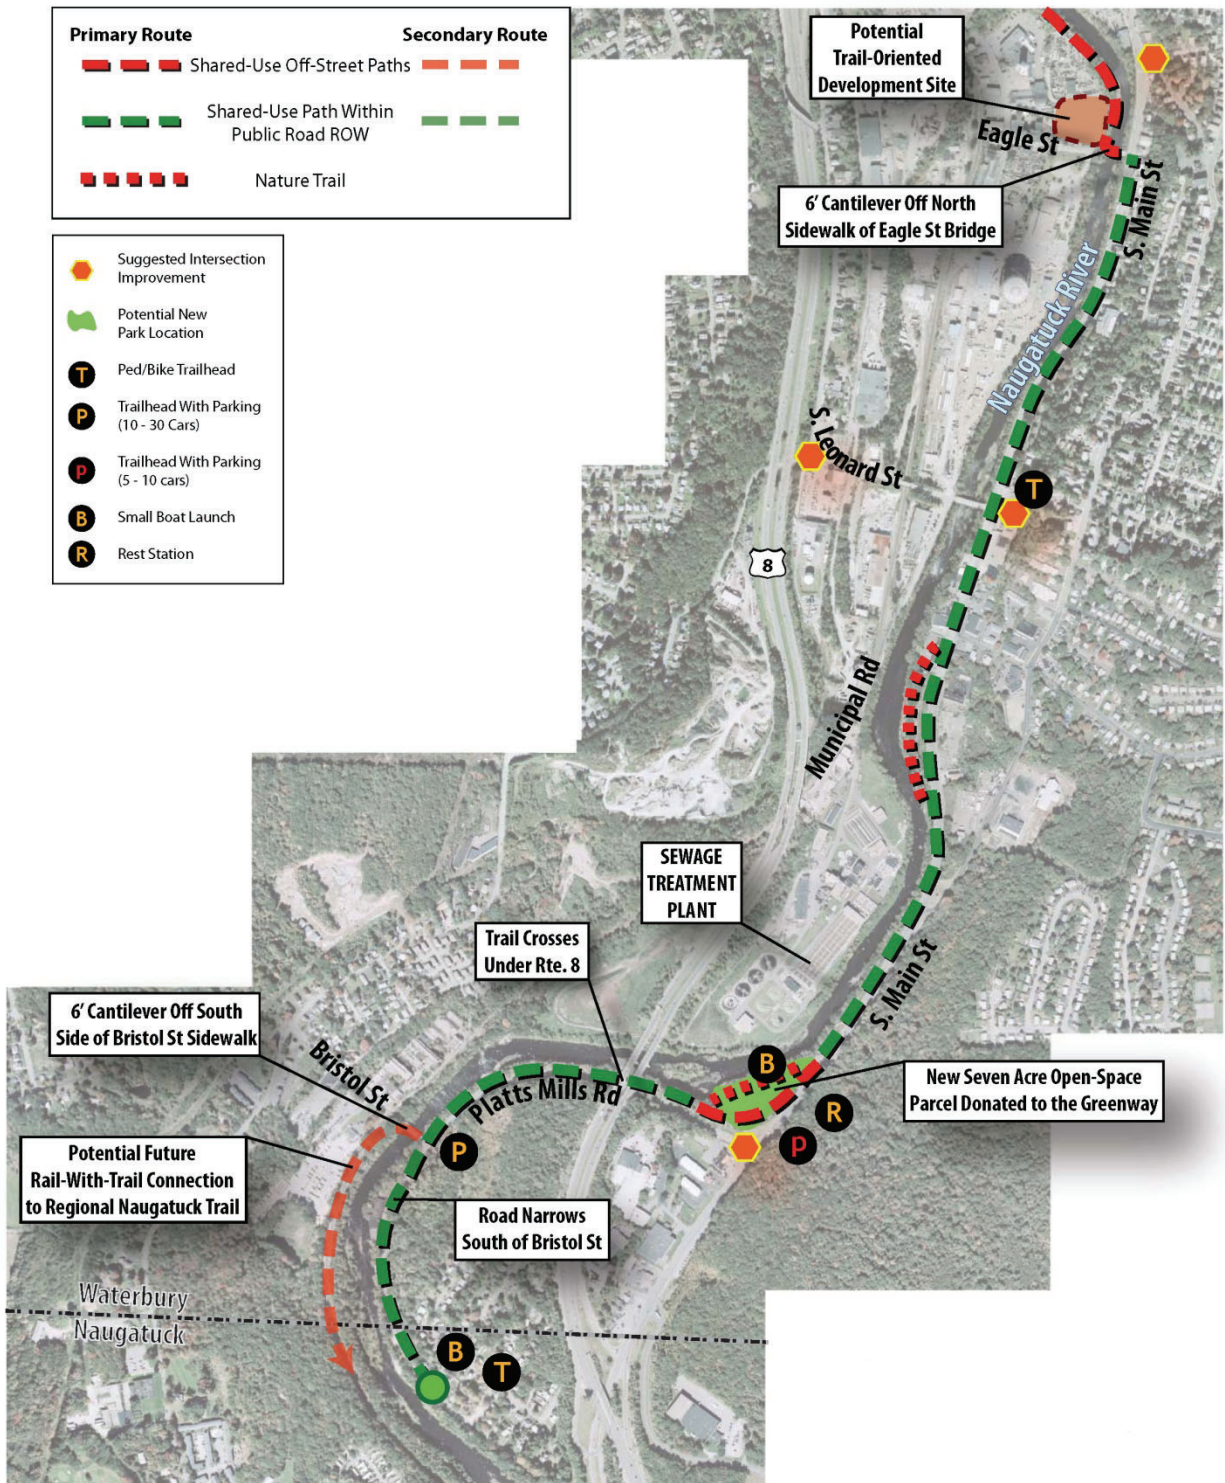 Primary Route
Secondary Route
Shared-Use Off-Street Paths
Shared-Use Path Within
Public Road ROW
Nature Trail
Suggested Intersection
Improvement
Potential New
Park Location
T
Ped/Bike Trailhead
P
Trailhead With Parking
(10 - 30 Cars)
p
Trailhead With Parking
(5 - 10 cars)
B
Small Boat Launch
R
Rest Station
Potential
Trail-Oriented
Development Site
Eagle St
6' Cantilever Off North
Sidewalk of Eagle St Bridge
S. Main St
Naugatuck River
S. Leonard St
T
8
Municipal Rd
SEWAGE
TREATMENT
PLANT
Trail Crosses
Under Rte. 8
S. Main St
6' Cantilever Off South
Side of Bristol St Sidewalk
Bristol St
Platts Mills Rd
B
R
p
New Seven Acre Open-Space
Parcel Donated to the Greenway
P
Potential Future
Rail-With-Trail Connection
to Regional Naugatuck Trail
Road Narrows
South of Bristol St
Waterbury
Naugatuck
B
T